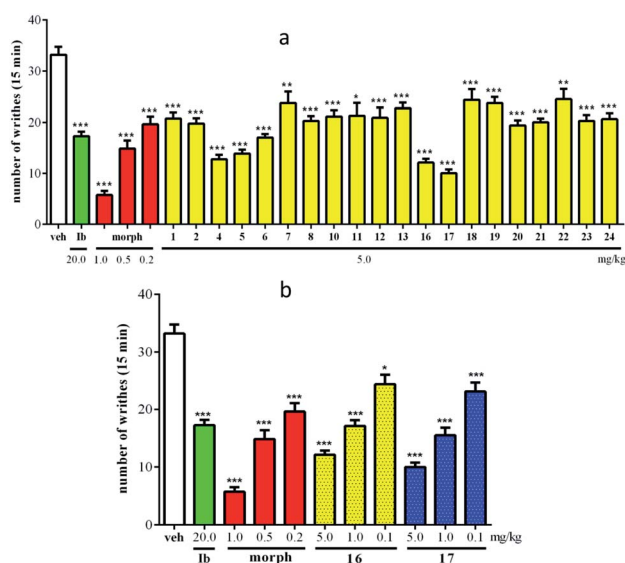 a
number of writhes (15 min)
40
30
20
10
0
*** *** *** *** *** *** *** *** *** ** *** *** * *** *** *** *** *** *** *** *** ** *** ***
veh Ib morph 1 2 4 5 6 7 8 10 11 12 13 16 17 18 19 20 21 22 23 24
20.0 1.0 0.5 0.2 5.0 mg/kg
b
number of writhes (15 min)
40
30
20
10
0
*** *** *** *** *** *** * *** *** ***
veh 20.0 1.0 0.5 0.2 5.0 1.0 0.1 5.0 1.0 0.1 mg/kg
Ib morph 16 17